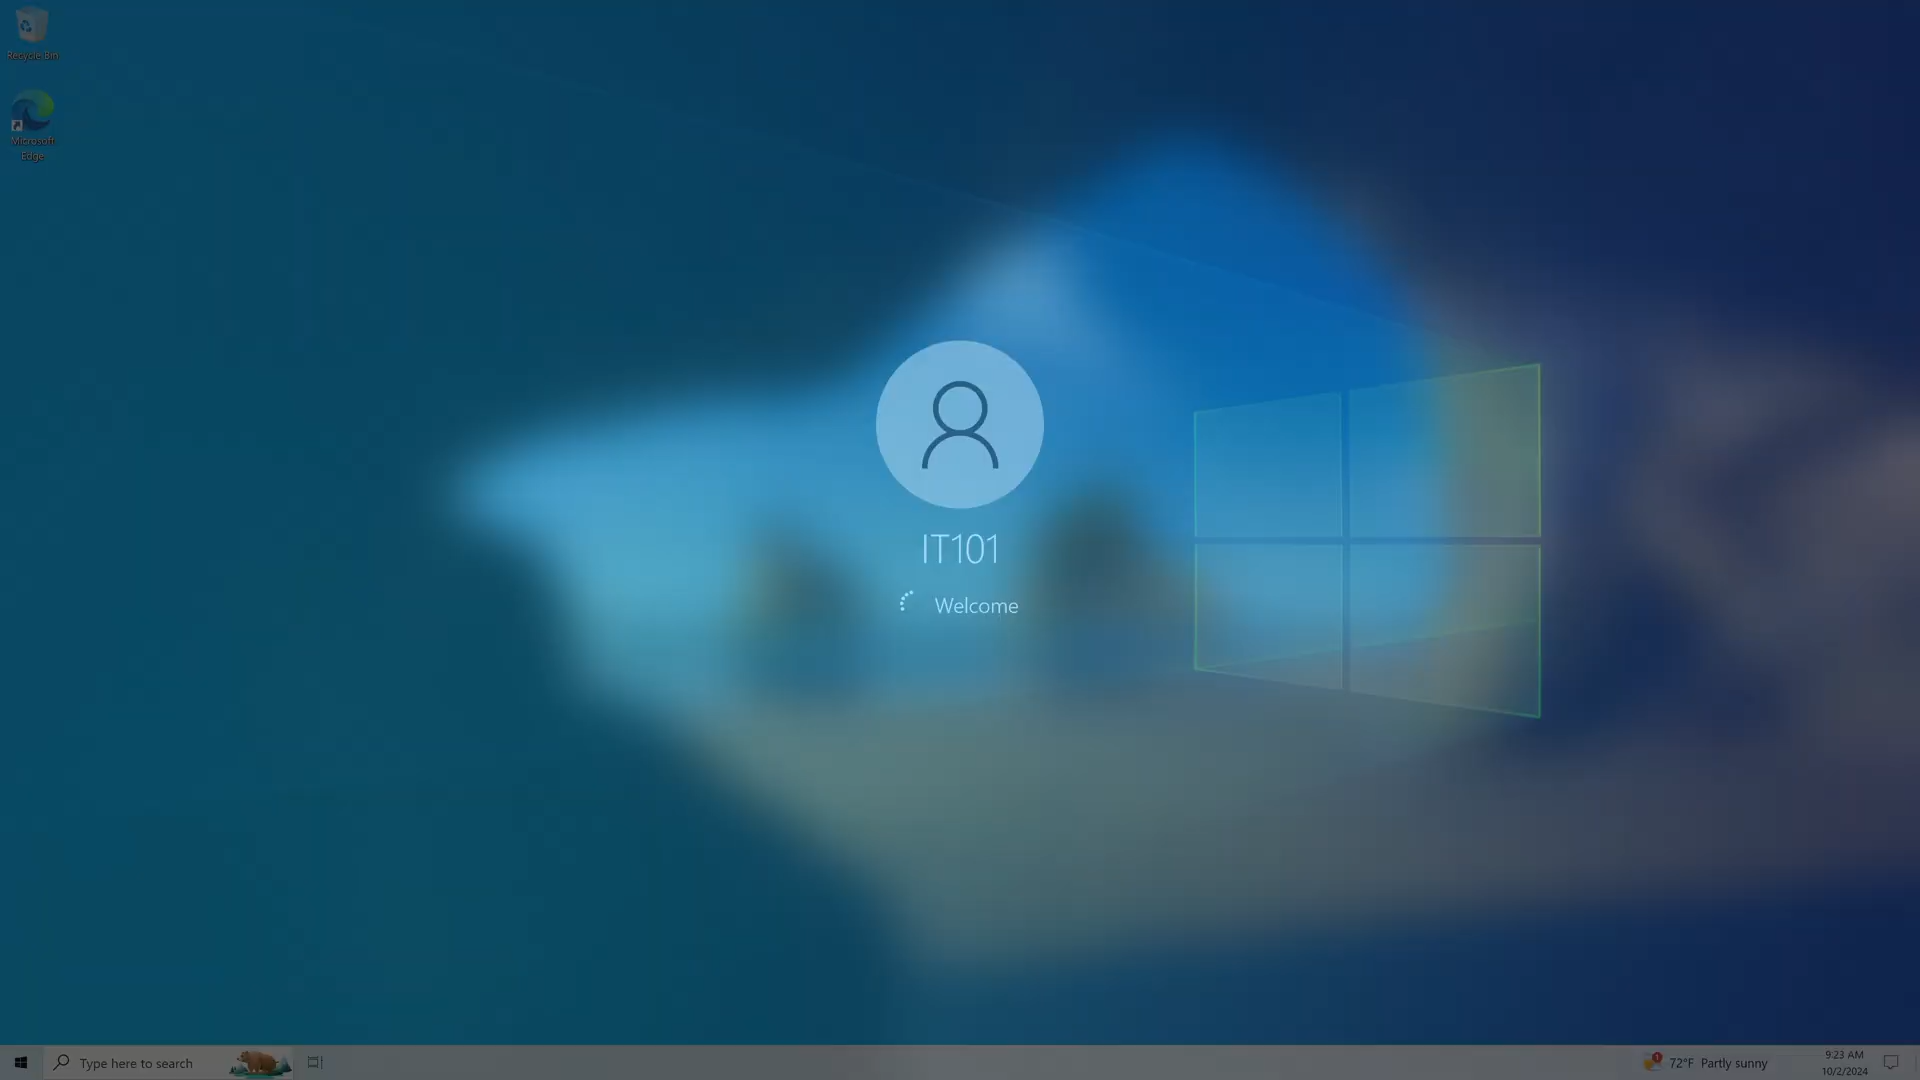 Recycle Bin
Microsoft
Edge
IT101
Welcome
Type here to search
1
72°F Partly sunny
9:23 AM
10/2/2024